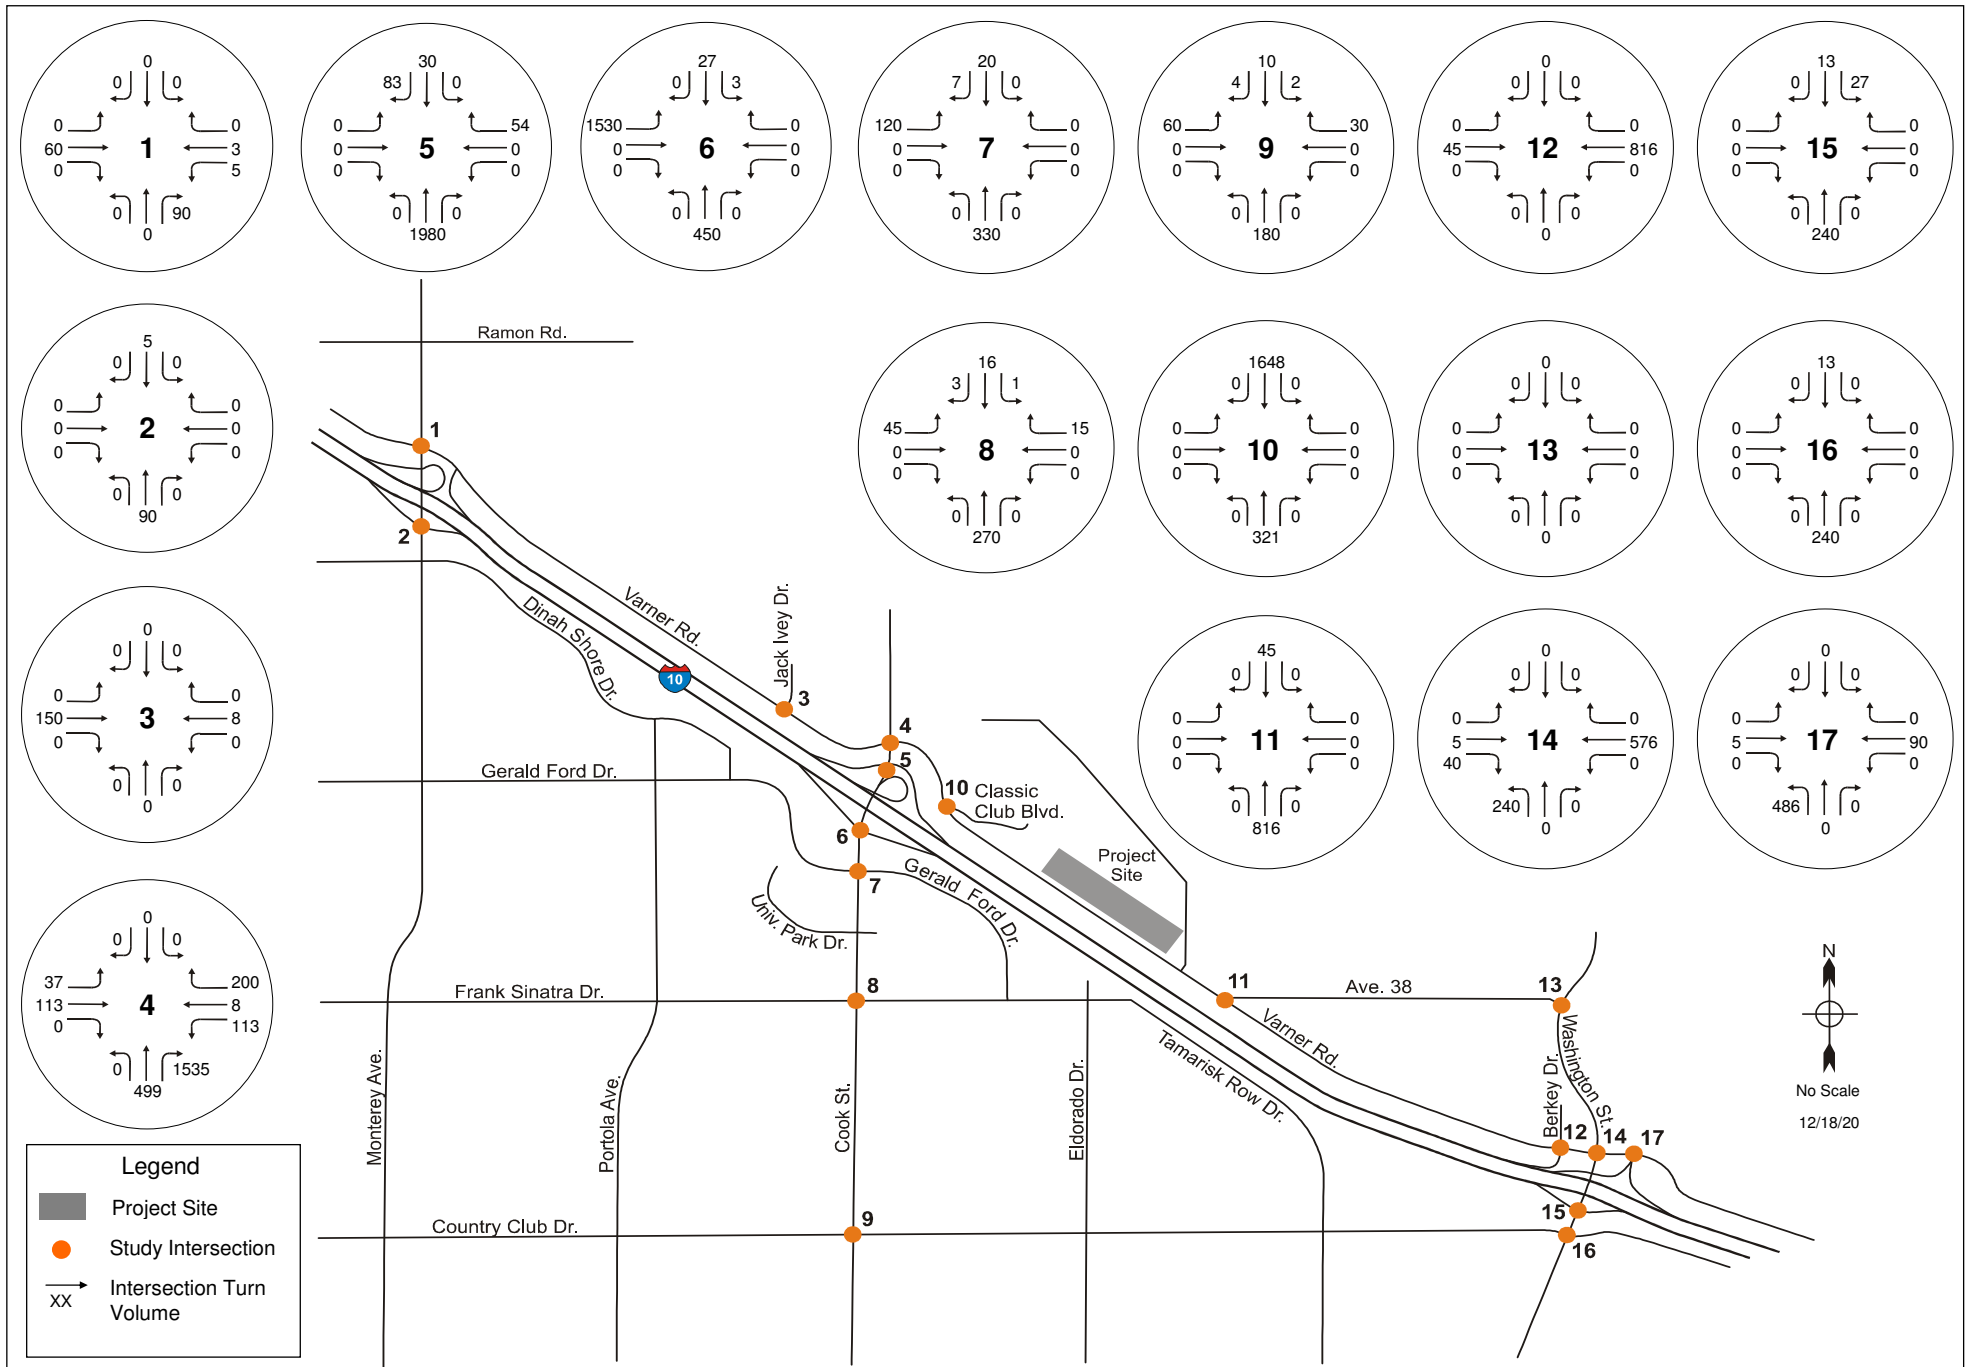 0
0 0
0 0
60 1 3
0 5
0 90
0
30
83 0
0 54
0 5 0
0 0
0 0
1980
27
0 3
1530 0
0 6 0
0 0
0 0
450
20
7 0
120 0
0 7 0
0 0
0 0
330
10
4 2
60 30
0 9 0
0 0
0 0
180
0
0 0
0 0
45 12 816
0 0
0 0
0
13
0 27
0 0
0 15 0
0 0
0 0
240
5
0 0
0 0
0 2 0
0 0
0 0
90
16
3 1
45 15
0 8 0
0 0
0 0
270
1648
0 0
0 0
0 10 0
0 0
0 0
321
0
0 0
0 0
0 13 0
0 0
0 0
0
13
0 0
0 0
0 16 0
0 0
0 0
240
0
0 0
0 0
150 3 8
0 0
0 0
0
45
0 0
0 0
0 11 0
0 0
0 0
816
0
0 0
0 0
5 14 576
40 0
240 0
0
0
0 0
0 0
5 17 90
0 0
486 0
0
0
0 0
37 200
113 4 8
0 113
0 1535
499
Ramon Rd.
1
2
Varner Rd.
Dinah Shore Dr.
10
Jack Ivey Dr.
3
4
5
10
Classic
Club Blvd.
Gerald Ford Dr.
6
7
Gerald Ford Dr.
Univ. Park Dr.
Project
Site
Frank Sinatra Dr.
8
11
Ave. 38
13
Varner Rd.
Tamarisk Row Dr.
Washington St.
Berkey Dr.
12
14
17
15
16
Monterey Ave.
Portola Ave.
Cook St.
Eldorado Dr.
Country Club Dr.
9
N
No Scale
12/18/20
Legend
Project Site
Study Intersection
XX
Intersection Turn
Volume